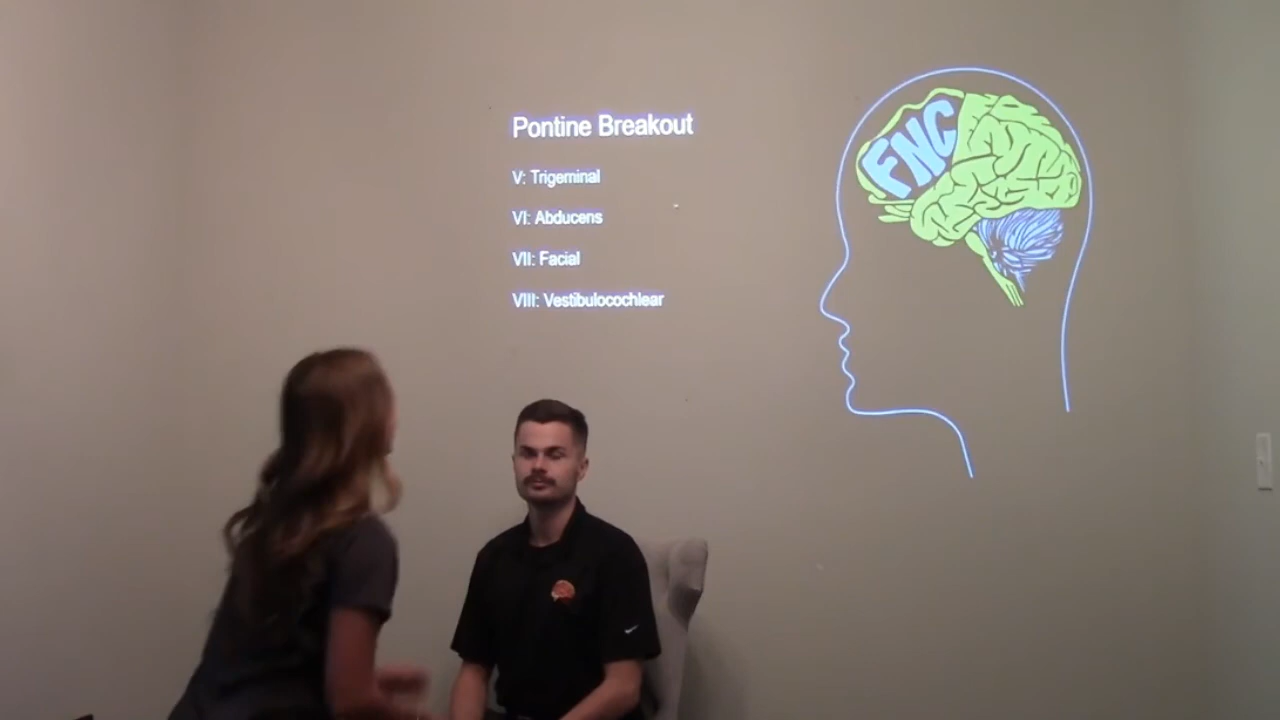 Pontine Breakout
V: Trigeminal
VI: Abducens
VII: Facial
VIII: Vestibulocochlear
FNC